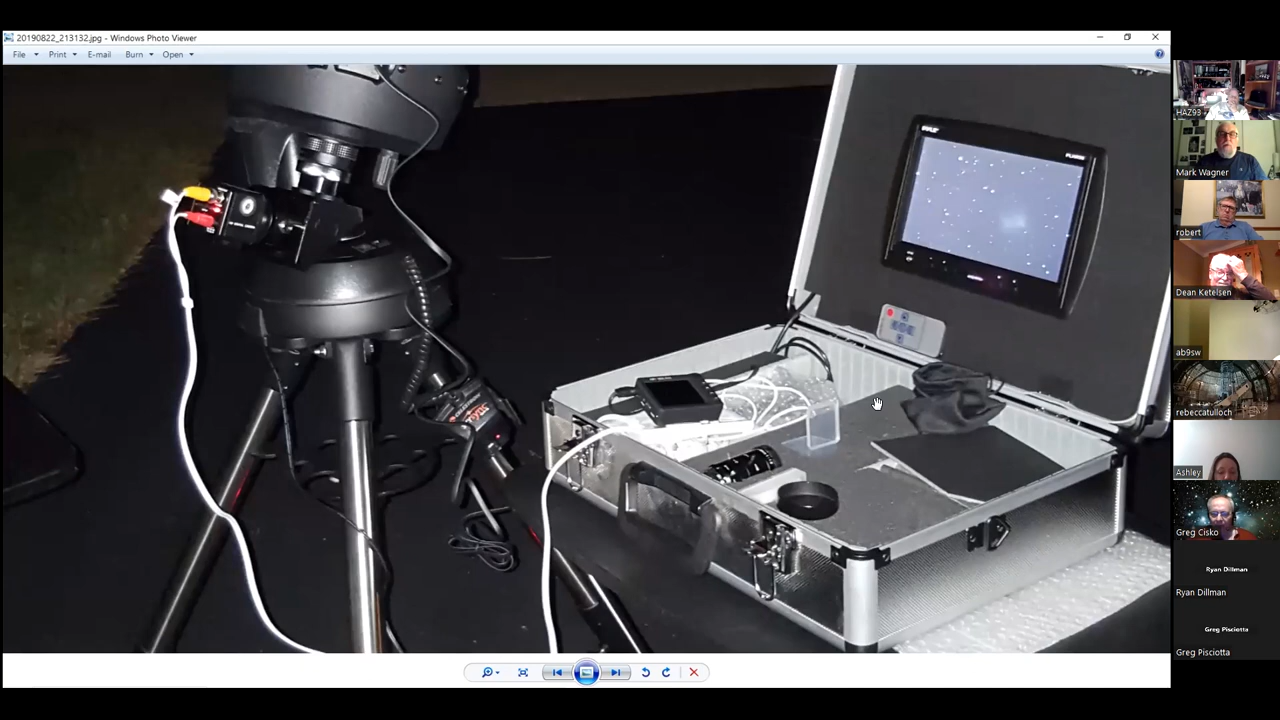 20190822_213132.jpg - Windows Photo Viewer
File Print E-mail Burn Open
PYLE
HAZ93
Mark Wagner
robert
Dean Ketelsen
ab9sw
rebeccatulloch
Ashley
Greg Cisko
Ryan Dillman
Ryan Dillman
Greg Pisciotta
Greg Pisciotta